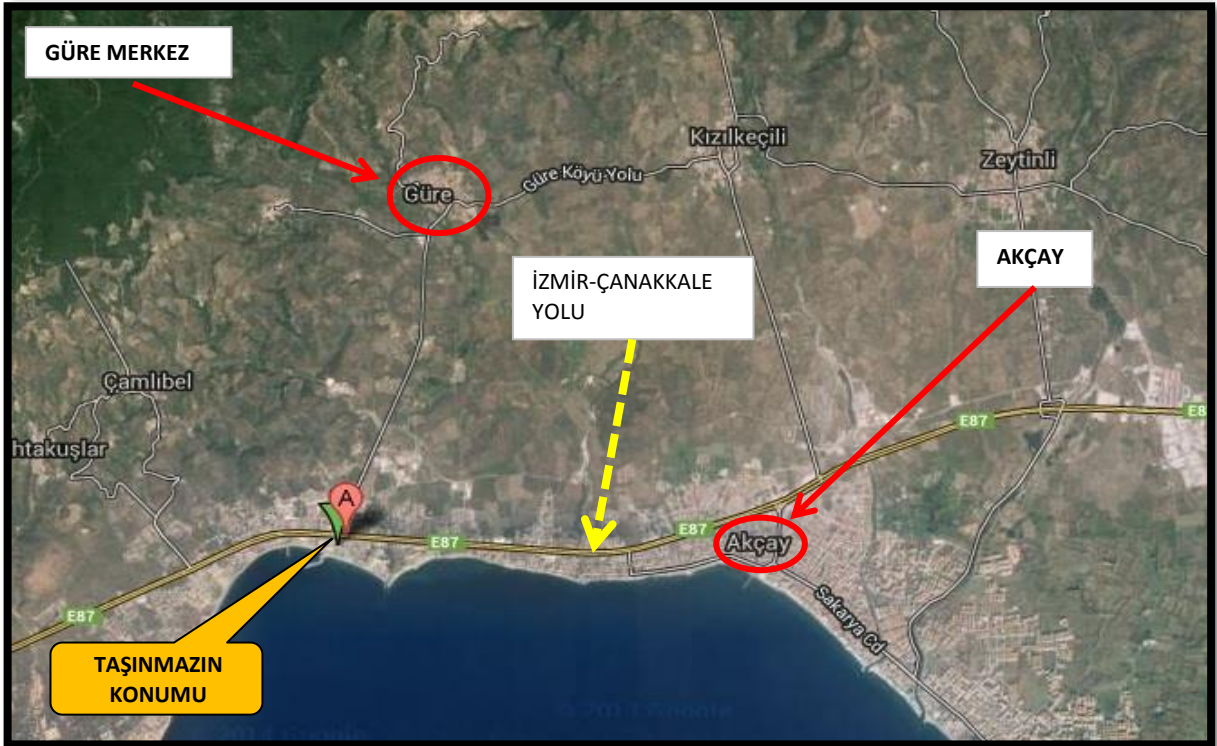 GÜRE MERKEZ
Kızılkeçili
Zeytinli
Güre Köyü Yolu
Güre
AKÇAY
İZMİR-ÇANAKKALE
YOLU
Çamlıbel
htakuşlar
E87
E8
A
E87
E87
Akçay
Sakarya Cd
E87
TAŞINMAZIN
KONUMU